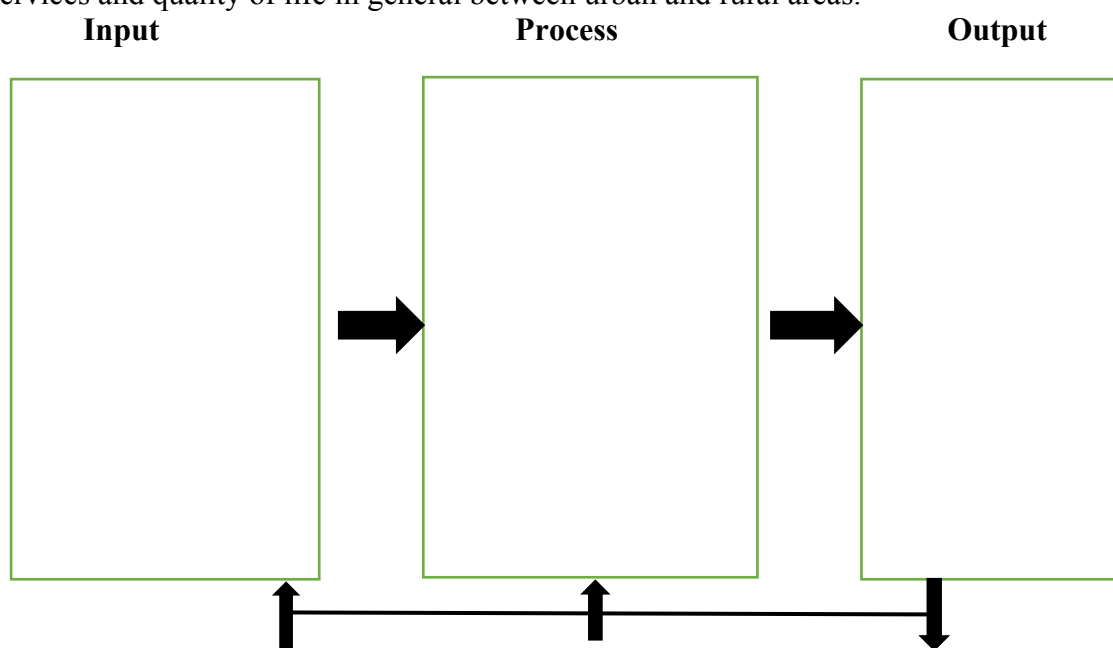 services and quality of life in general between urban and rural areas.
Input Process Output